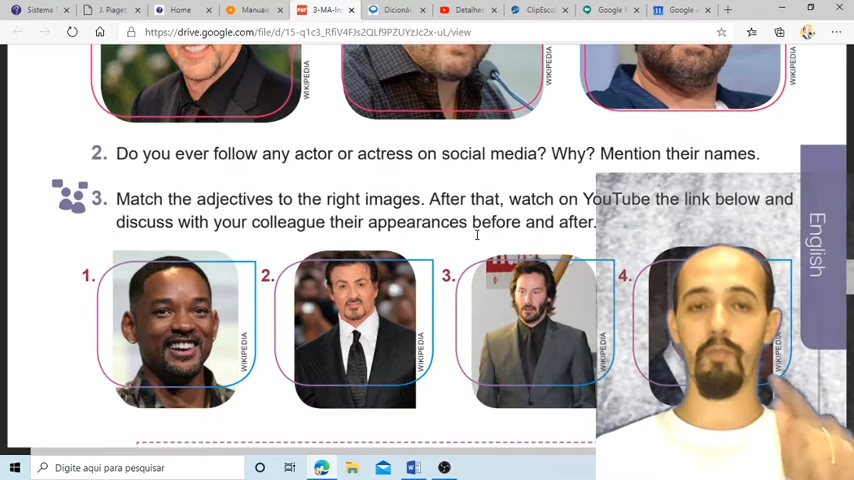 Sistema
J. Piaget
Home
Manuais
3-MA-In
Dicioná
Detalhes
ClipEsco
Google
Google
https://drive.google.com/file/d/15-q1c3_RfiV4FJs2QLf9PZUYzJc2x-uL/view
WIKIPEDIA
WIKIPEDIA
WIKIPEDIA
2. Do you ever follow any actor or actress on social media? Why? Mention their names.
3. Match the adjectives to the right images. After that, watch on YouTube the link below and
discuss with your colleague their appearances before and after.
English
1.
2.
3.
4.
WIKIPEDIA
WIKIPEDIA
WIKIPEDIA
WIKIPEDIA
Digite aqui para pesquisar